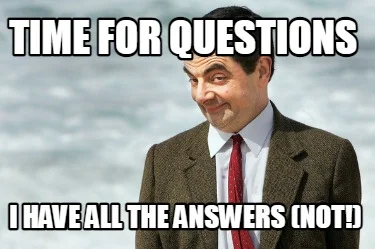 TIME FOR QUESTIONS
I HAVE ALL THE ANSWERS (NOT!)